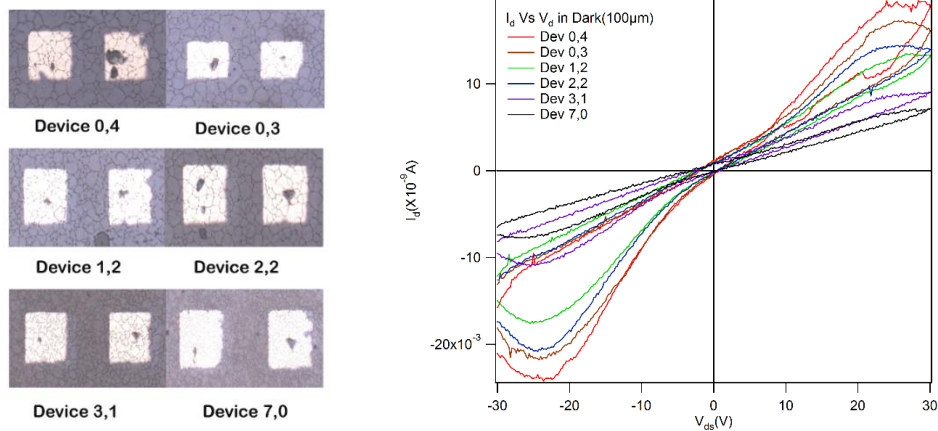 Device 0,4
Device 0,3
Device 1,2
Device 2,2
Device 3,1
Device 7,0
I_d Vs V_d in Dark(100µm)
Dev 0,4
Dev 0,3
Dev 1,2
Dev 2,2
Dev 3,1
Dev 7,0
10
0
-10
-20x10^-3
I_d(X10^-9 A)
-30 -20 -10 0 10 20 30
V_ds(V)